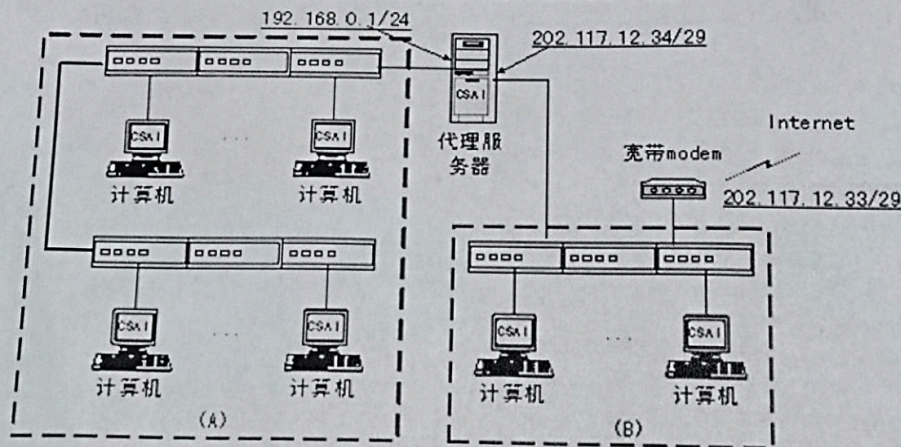 192.168.0.1/24
202.117.12.34/29
CSAI
代理服
务器
Internet
宽带modem
202.117.12.33/29
CSAI
...
CSAI
计算机
计算机
CSAI
...
CSAI
计算机
计算机
(A)
CSAI
...
CSAI
计算机
计算机
(B)